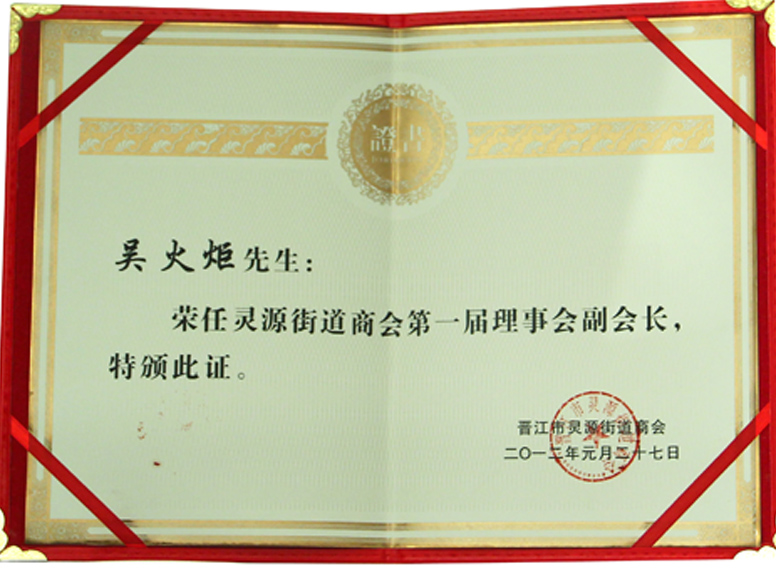 證書
吴火炬先生：
荣任灵源街道商会第一届理事会副会长，
特颁此证。
晋江市灵源街道商会
二〇一二年元月二十七日